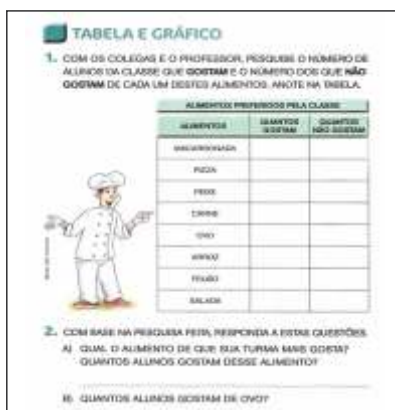 TABELA E GRÁFICO
1. COM OS COLEGAS E O PROFESSOR, PESQUISE O NÚMERO DE
ALUNOS DA CLASSE QUE GOSTAM E O NÚMERO DOS QUE NÃO
GOSTAM DE CADA UM DESTES ALIMENTOS. ANOTE NA TABELA.
ALIMENTOS PREFERIDOS PELA CLASSE
ALIMENTOS QUANTOS GOSTAM QUANTOS NÃO GOSTAM
MACARRONADA
PIZZA
PEIXE
CARNE
OVO
ARROZ
FEIJÃO
SALADA
2. COM BASE NA PESQUISA FEITA, RESPONDA A ESTAS QUESTÕES.
A) QUAL O ALIMENTO DE QUE SUA TURMA MAIS GOSTA?
QUANTOS ALUNOS GOSTAM DESSE ALIMENTO?
B) QUANTOS ALUNOS GOSTAM DE OVO?